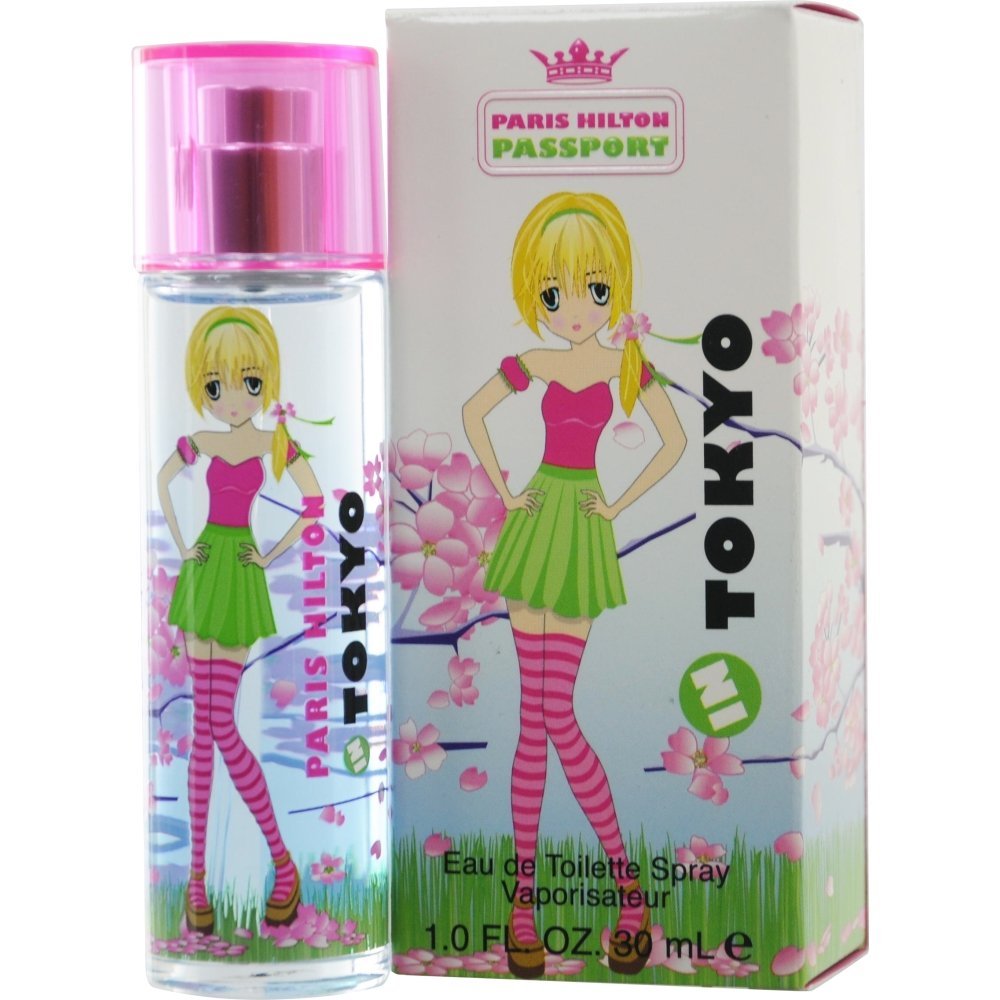 PARIS HILTON
IN TOKYO
PARIS HILTON
PASSPORT
IN TOKYO
Eau de Toilette Spray
Vaporisateur
1.0 FL. OZ. 30 mL ℮